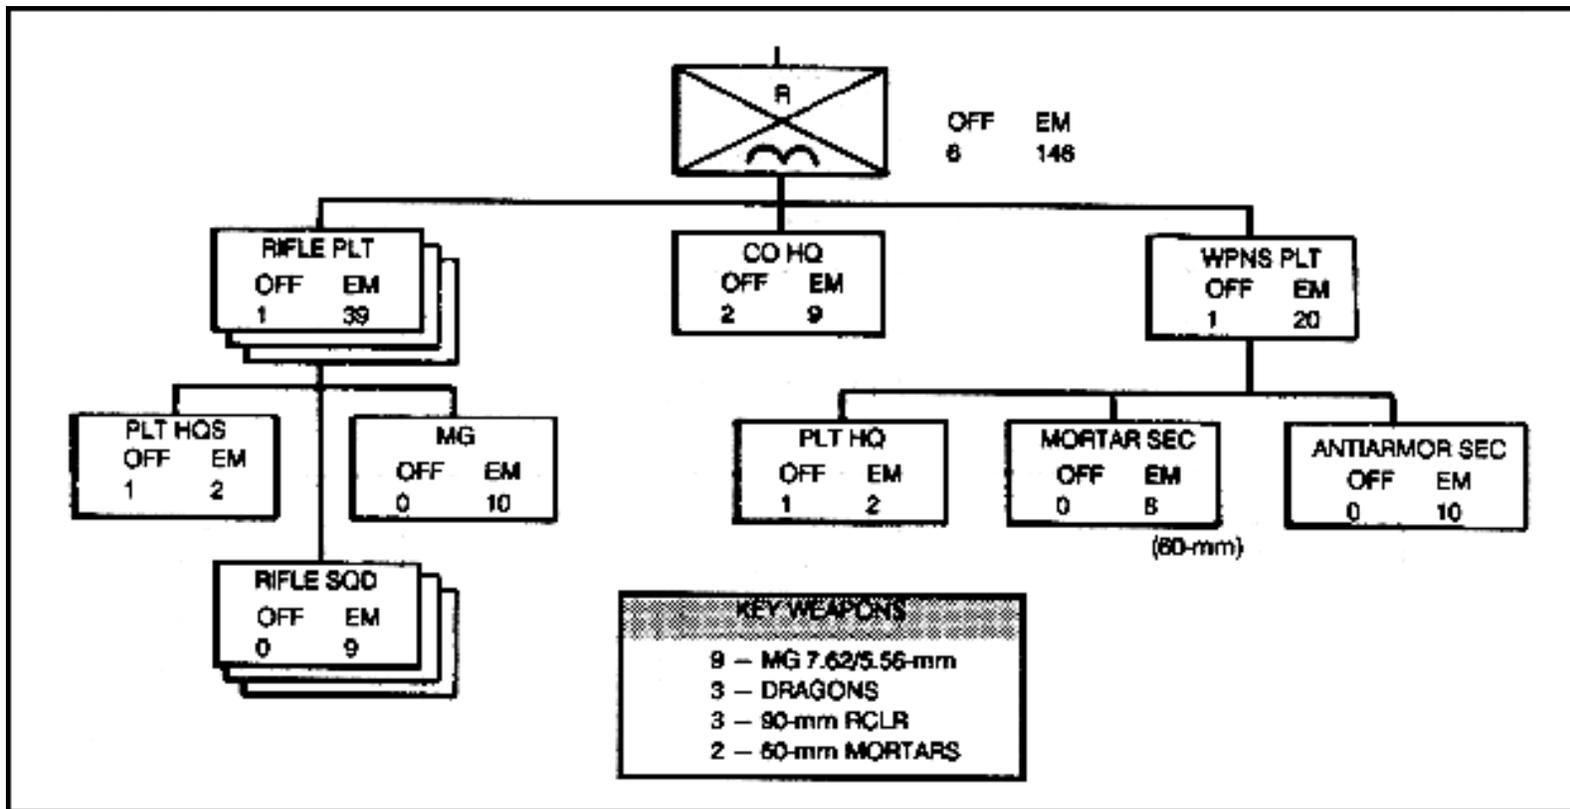 R
OFF EM
6 146
RIFLE PLT
OFF EM
1 39
CO HQ
OFF EM
2 9
WPNS PLT
OFF EM
1 20
PLT HQS
OFF EM
1 2
MG
OFF EM
0 10
PLT HQ
OFF EM
1 2
MORTAR SEC
OFF EM
0 8
(60-mm)
ANTIARMOR SEC
OFF EM
0 10
RIFLE SQD
OFF EM
0 9
KEY WEAPONS
9 – MG 7.62/5.56-mm
3 – DRAGONS
3 – 90-mm RCLR
2 – 60-mm MORTARS